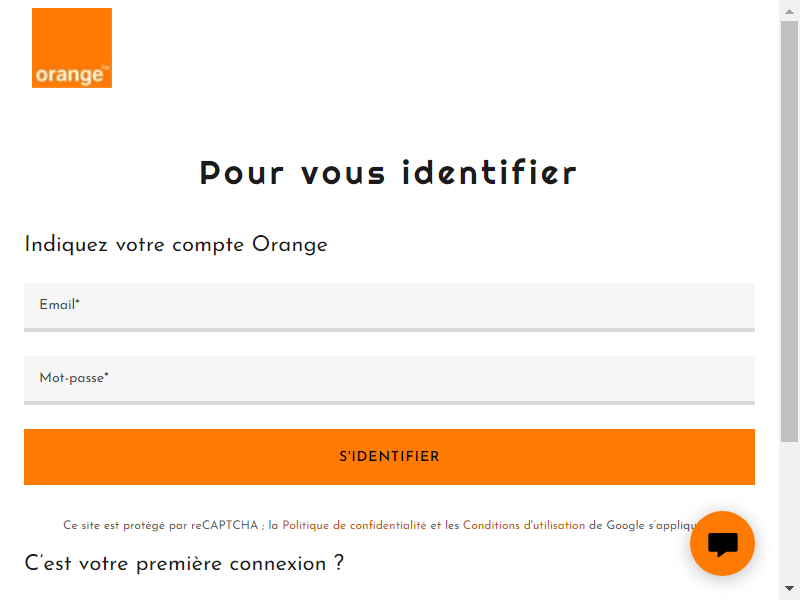 orange™
Pour vous identifier
Indiquez votre compte Orange
Email*
Mot-passe*
S'IDENTIFIER
Ce site est protégé par reCAPTCHA ; la Politique de confidentialité et les Conditions d'utilisation de Google s’appliqu
C’est votre première connexion ?